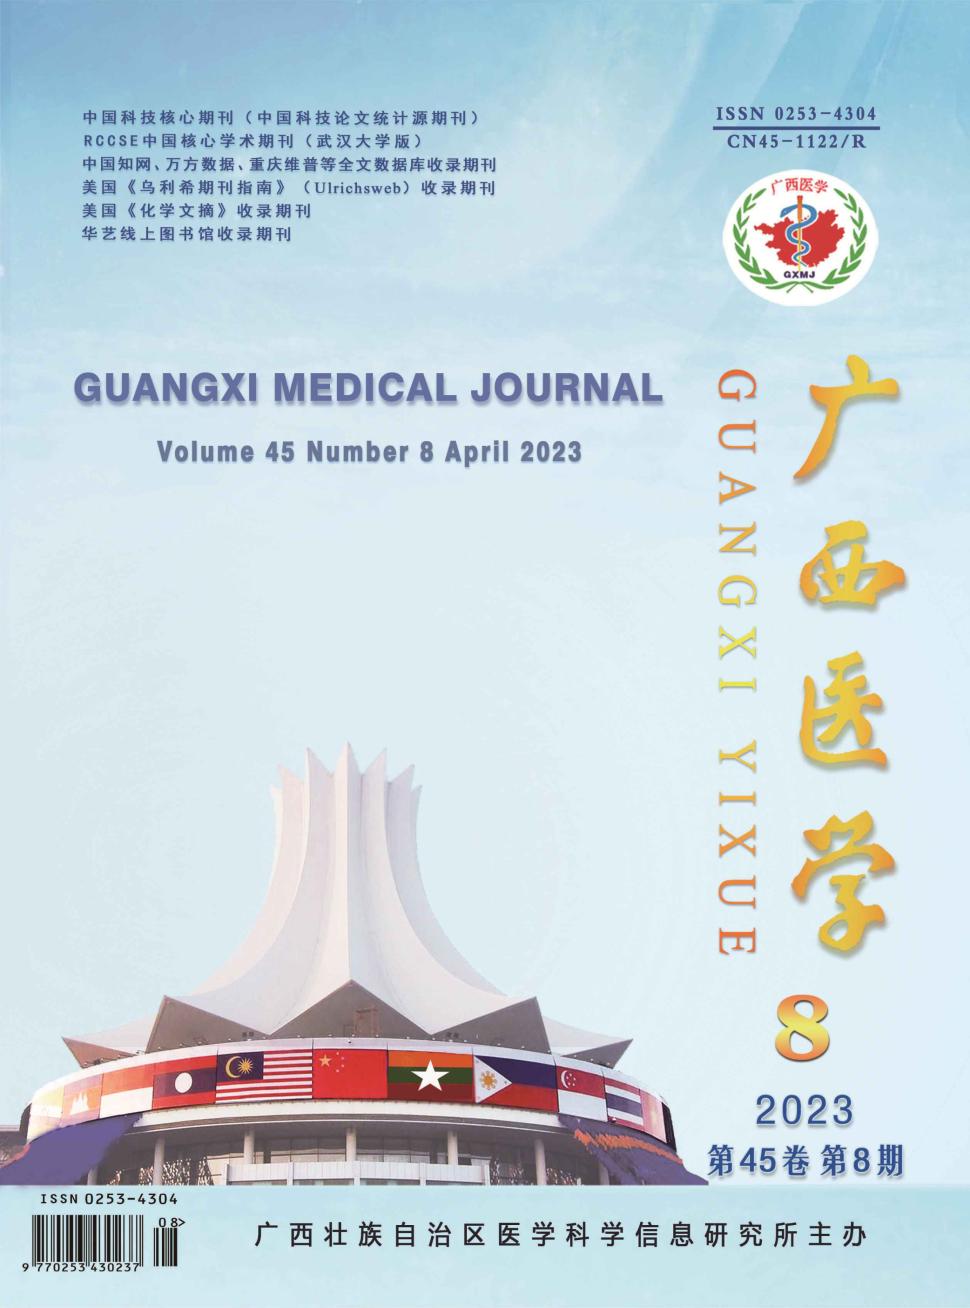 中国科技核心期刊（中国科技论文统计源期刊）
RCCSE中国核心学术期刊（武汉大学版）
中国知网、万方数据、重庆维普等全文数据库收录期刊
美国《乌利希期刊指南》（Ulrichsweb）收录期刊
美国《化学文摘》收录期刊
华艺线上图书馆收录期刊
ISSN 0253-4304
CN45-1122/R
广西医学
GXMJ
GUANGXI MEDICAL JOURNAL
Volume 45 Number 8 April 2023
广西医学
GUANGXI YIXUE
8
2023
第45卷 第8期
ISSN 0253-4304
08>
9 770253 430237
广西壮族自治区医学科学信息研究所主办